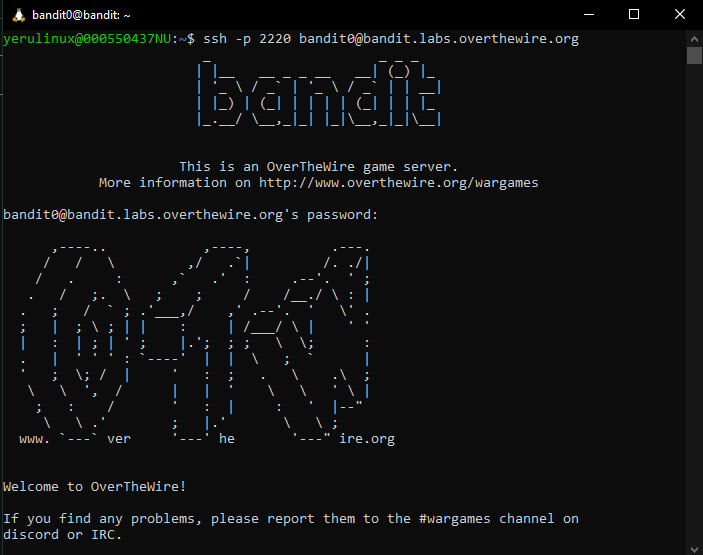 bandit0@bandit: ~
yerulinux@000550437NU:~$ ssh -p 2220 bandit0@bandit.labs.overthewire.org
bandit
This is an OverTheWire game server.
More information on http://www.overthewire.org/wargames
bandit0@bandit.labs.overthewire.org's password:
www. ver he ire.org
Welcome to OverTheWire!
If you find any problems, please report them to the #wargames channel on
discord or IRC.